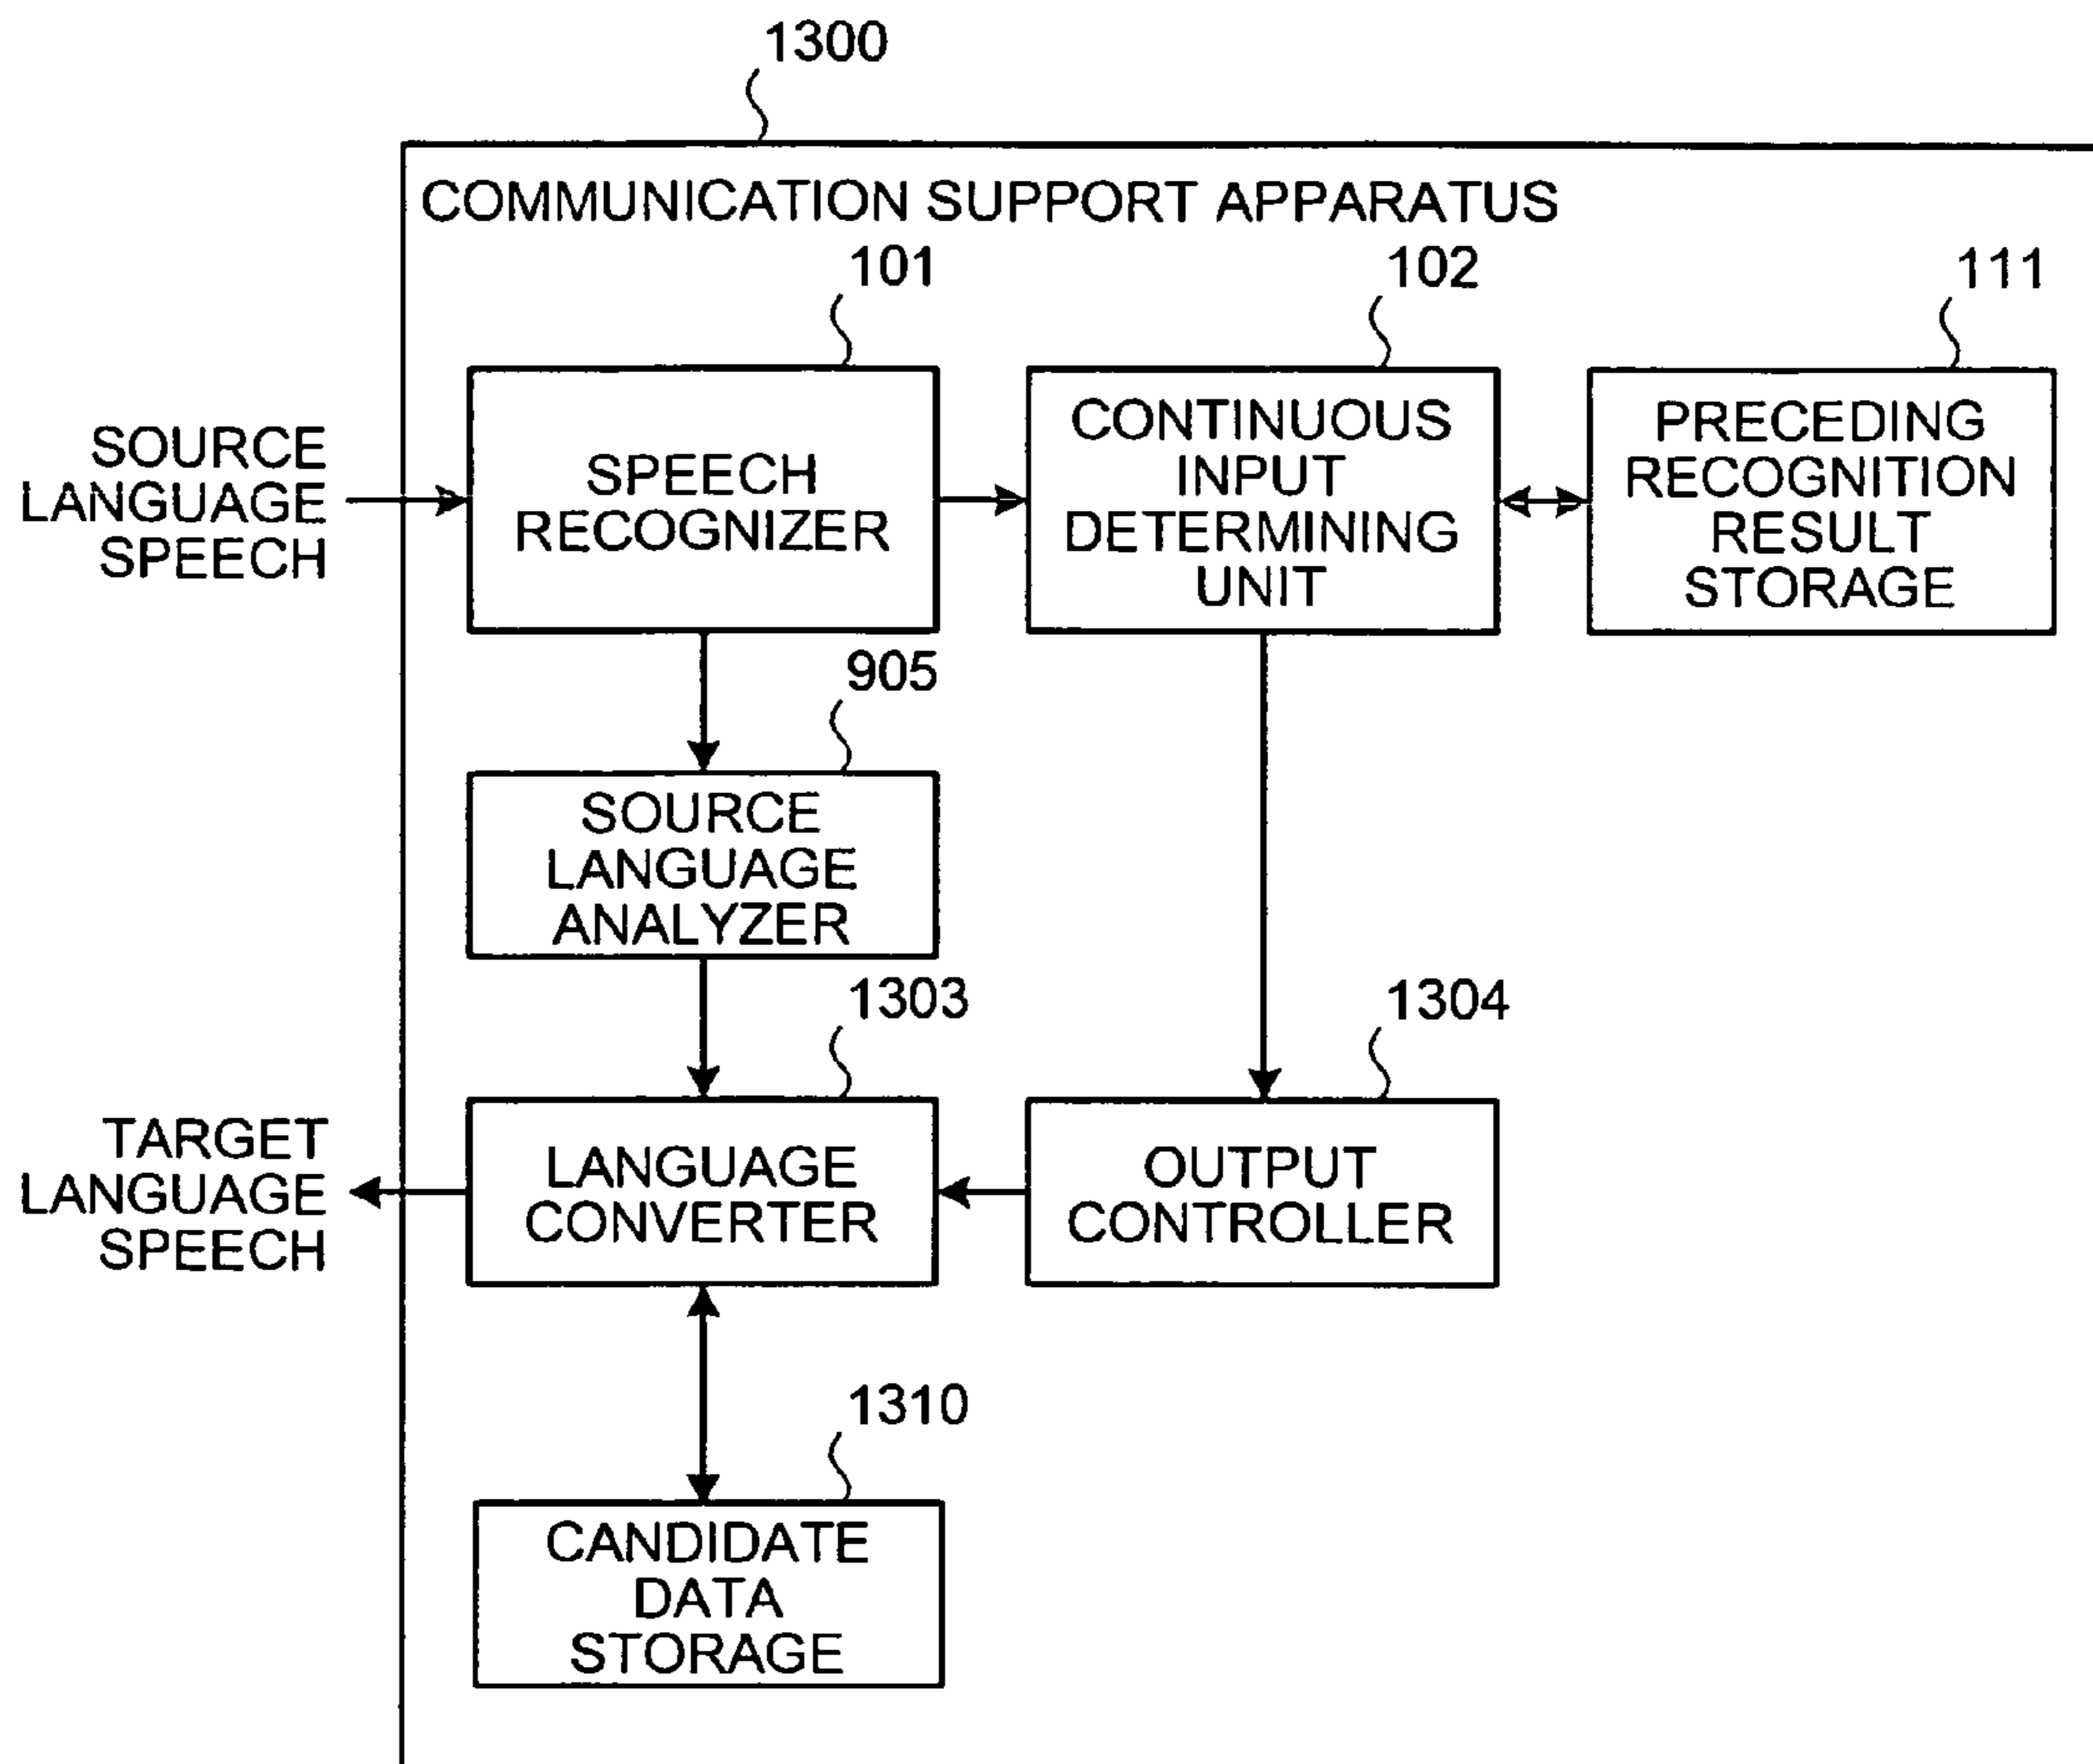 1300
COMMUNICATION SUPPORT APPARATUS
101
102
111
SOURCE
LANGUAGE
SPEECH
SPEECH
RECOGNIZER
CONTINUOUS
INPUT
DETERMINING
UNIT
PRECEDING
RECOGNITION
RESULT
STORAGE
905
SOURCE
LANGUAGE
ANALYZER
1303
1304
TARGET
LANGUAGE
SPEECH
LANGUAGE
CONVERTER
OUTPUT
CONTROLLER
1310
CANDIDATE
DATA
STORAGE